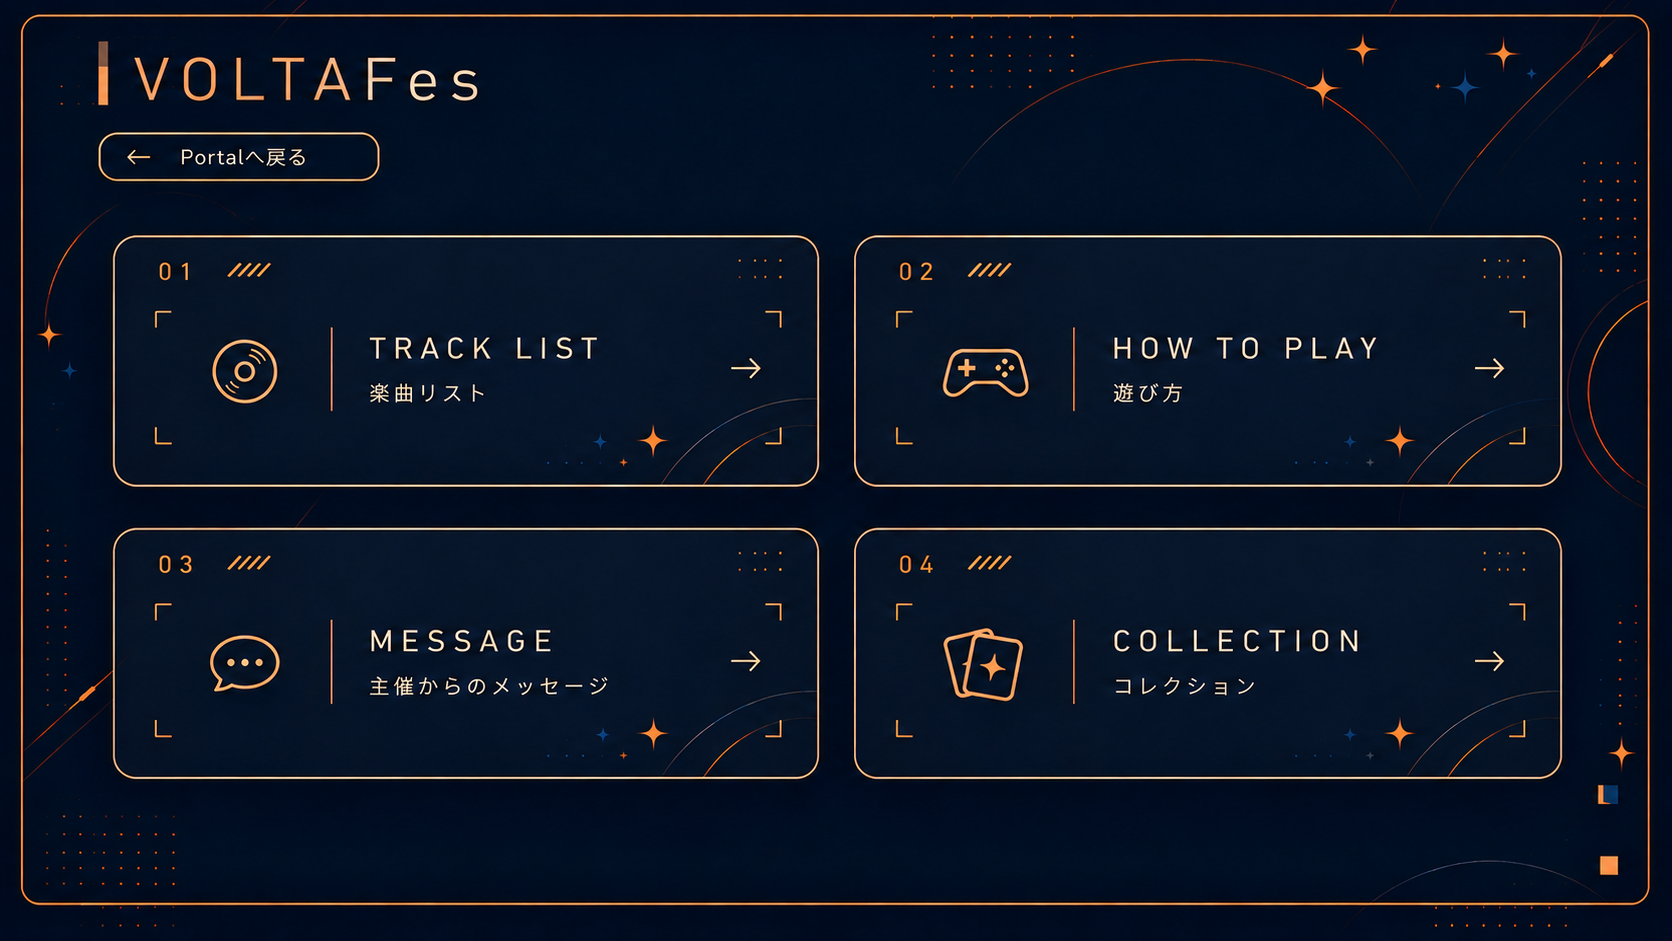 VOLTAFes
← Portalへ戻る
01
TRACK LIST
楽曲リスト
→
02
HOW TO PLAY
遊び方
→
03
MESSAGE
主催からのメッセージ
→
04
COLLECTION
コレクション
→